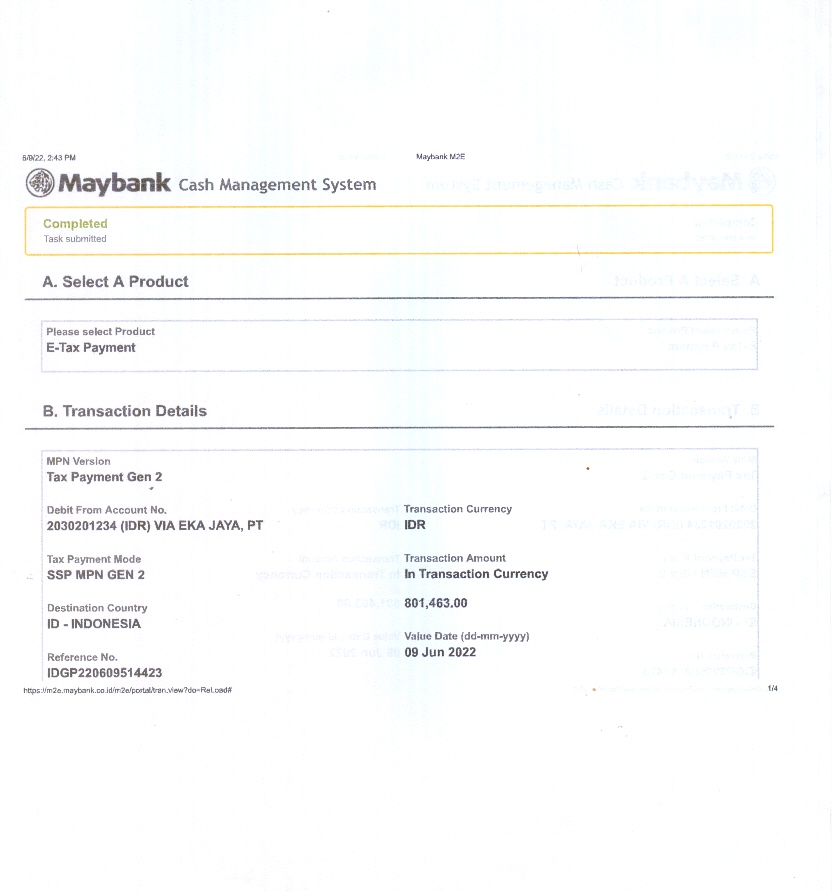 6/9/22, 2:43 PM Maybank M2E
Maybank Cash Management System
Completed
Task submitted
A. Select A Product
Please select Product
E-Tax Payment
B. Transaction Details
MPN Version
Tax Payment Gen 2
Debit From Account No. Transaction Currency
2030201234 (IDR) VIA EKA JAYA, PT IDR
Tax Payment Mode Transaction Amount
SSP MPN GEN 2 In Transaction Currency
801,463.00
Destination Country
ID - INDONESIA
Value Date (dd-mm-yyyy)
09 Jun 2022
Reference No.
IDGP220609514423
https://m2e.maybank.co.id/m2e/portal/tran.view?do=ReLoad# 1/4